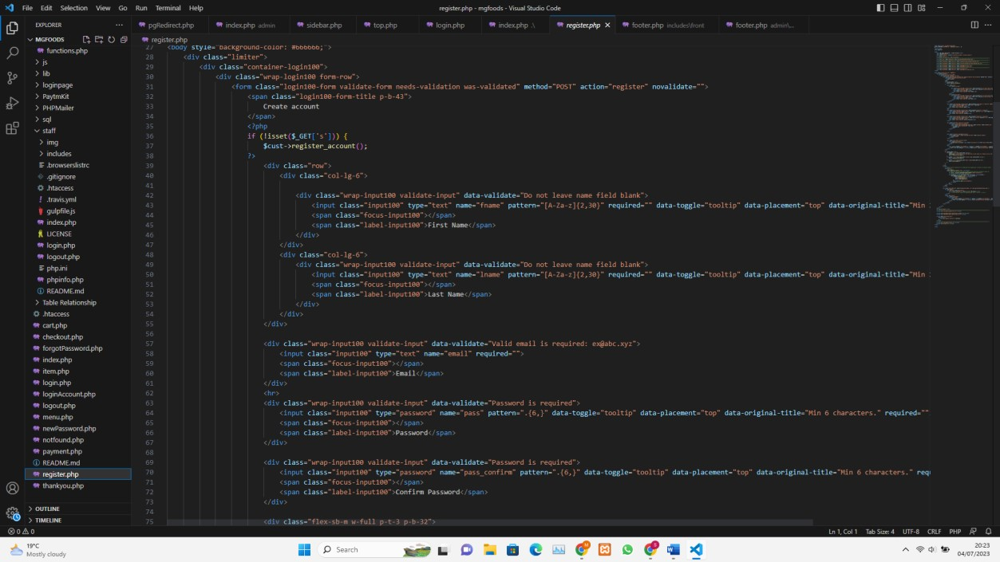 File Edit Selection View Go Run Terminal Help
register.php - mgfoods - Visual Studio Code
EXPLORER
pgRedirect.php
index.php admin
sidebar.php
top.php
login.php
index.php .\
register.php
footer.php includes\front
footer.php admin\...
MGFOODS
functions.php
js
lib
loginpage
PaytmKit
PHPMailer
sql
staff
img
includes
.browserslistrc
.gitignore
.htaccess
.travis.yml
gulpfile.js
index.php
LICENSE
login.php
logout.php
php.ini
phpinfo.php
README.md
Table Relationship
.htaccess
cart.php
checkout.php
forgotPassword.php
index.php
item.php
login.php
loginAccount.php
logout.php
menu.php
newPassword.php
notfound.php
payment.php
README.md
register.php
thankyou.php
OUTLINE
TIMELINE
register.php
27 <body style="background-color: #666666;">
28 <div class="limiter">
29 <div class="container-login100">
30 <div class="wrap-login100 form-row">
31 <form class="login100-form validate-form needs-validation was-validated" method="POST" action="register" novalidate="">
32 <span class="login100-form-title p-b-43">
33 Create account
34 </span>
35 <?php
36 if (!isset($_GET['s'])) {
37 $cust->register_account();
38 ?>
39 <div class="row">
40 <div class="col-lg-6">
41
42 <div class="wrap-input100 validate-input" data-validate="Do not leave name field blank">
43 <input class="input100" type="text" name="fname" pattern="[A-Za-z]{2,30}" required="" data-toggle="tooltip" data-placement="top" data-original-title="Min
44 <span class="focus-input100"></span>
45 <span class="label-input100">First Name</span>
46 </div>
47 </div>
48 <div class="col-lg-6">
49 <div class="wrap-input100 validate-input" data-validate="Do not leave name field blank">
50 <input class="input100" type="text" name="lname" pattern="[A-Za-z]{2,30}" required="" data-toggle="tooltip" data-placement="top" data-original-title="Min
51 <span class="focus-input100"></span>
52 <span class="label-input100">Last Name</span>
53 </div>
54 </div>
55 </div>
56
57 <div class="wrap-input100 validate-input" data-validate="Valid email is required: ex@abc.xyz">
58 <input class="input100" type="text" name="email" required="">
59 <span class="focus-input100"></span>
60 <span class="label-input100">Email</span>
61 </div>
62 <hr>
63 <div class="wrap-input100 validate-input" data-validate="Password is required">
64 <input class="input100" type="password" name="pass" pattern=".{6,}" data-toggle="tooltip" data-placement="top" data-original-title="Min 6 characters." required=""
65 <span class="focus-input100"></span>
66 <span class="label-input100">Password</span>
67 </div>
68
69 <div class="wrap-input100 validate-input" data-validate="Password is required">
70 <input class="input100" type="password" name="pass_confirm" pattern=".{6,}" data-toggle="tooltip" data-placement="top" data-original-title="Min 6 characters." requ
71 <span class="focus-input100"></span>
72 <span class="label-input100">Confirm Password</span>
73 </div>
74
75 <div class="flex-sb-m w-full p-t-3 p-b-32">
0 0
Ln 1, Col 1 Tab Size: 4 UTF-8 CRLF PHP
19°C
Mostly cloudy
Search
20:23
04/07/2023